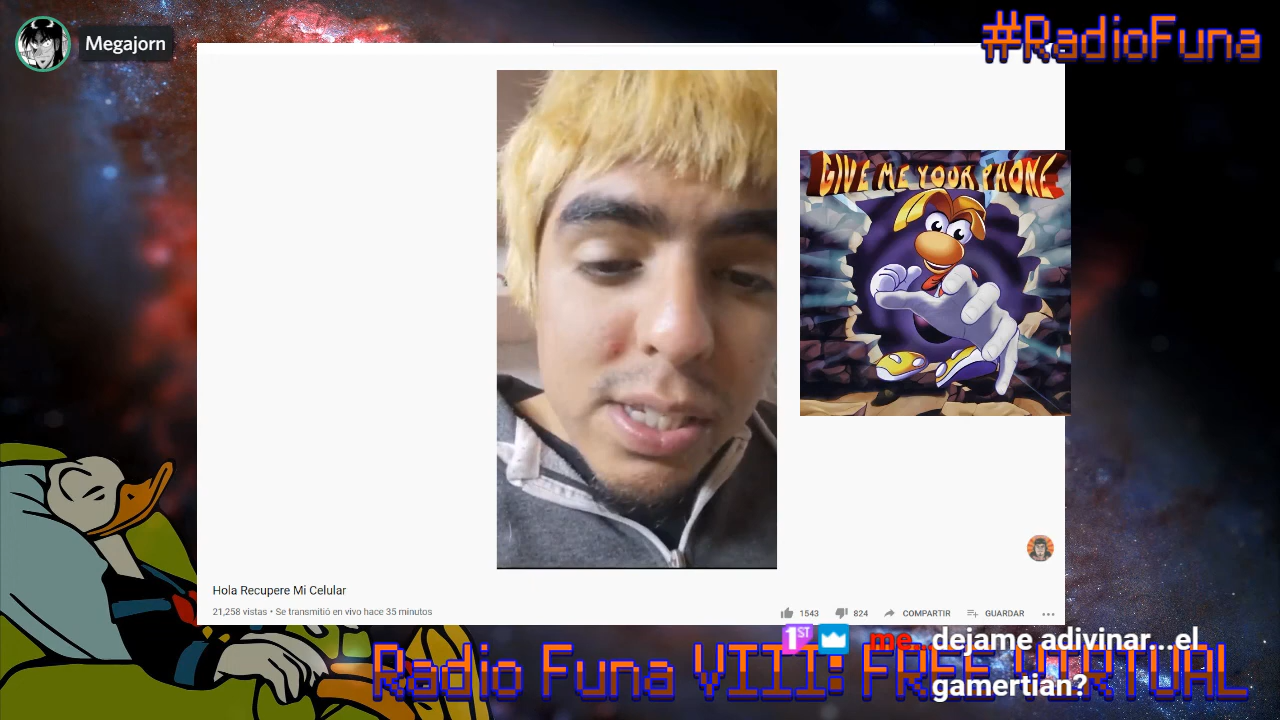 Megajorn
#RadioFuna
GIVE ME YOUR PHONE
Hola Recupere Mi Celular
21,258 vistas • Se transmitió en vivo hace 35 minutos
1543
824
COMPARTIR
GUARDAR
1ST
me... dejame adivinar...el
gamertian?
Radio Funa VIII: FREE VIRTUAL